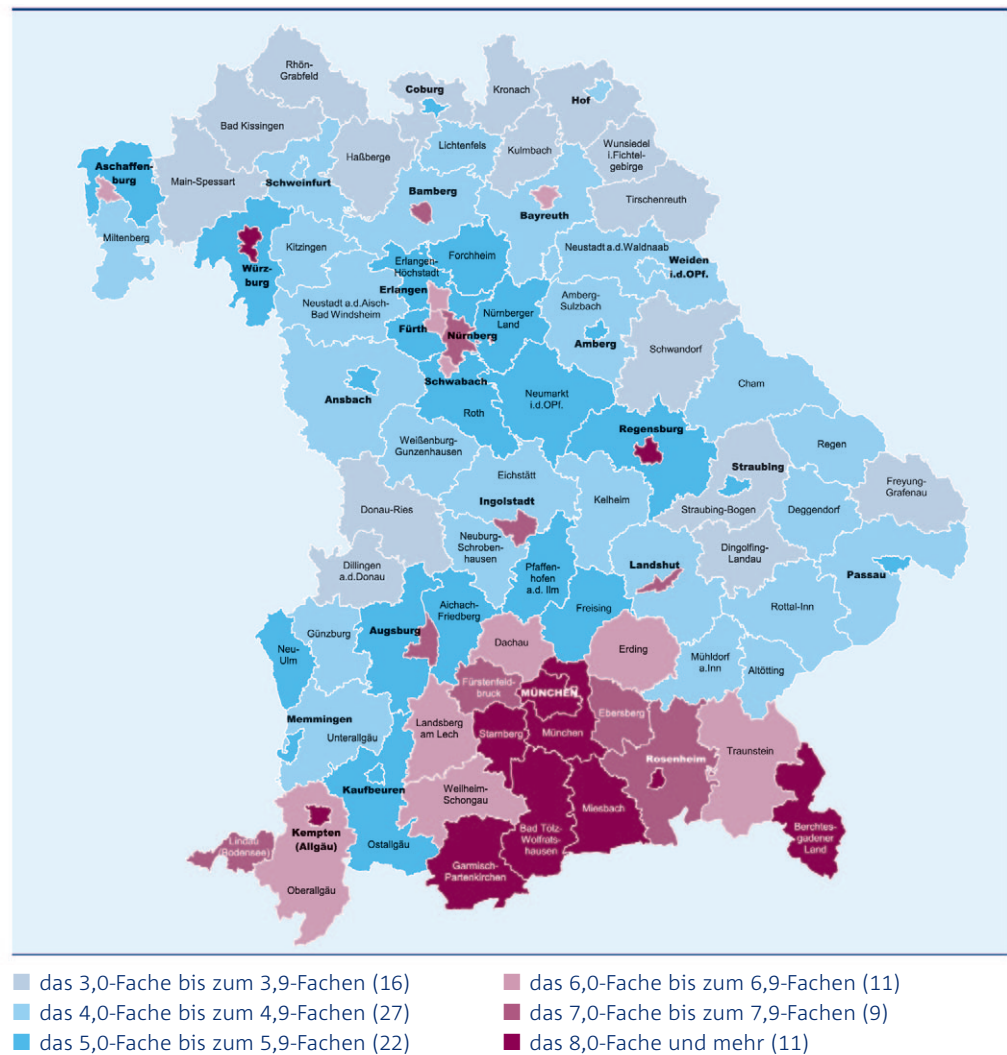 Rhön-
Grabfeld
Coburg
Kronach
Hof
Bad Kissingen
Lichtenfels
Kulmbach
Wunsiedel
i.Fichtel-
gebirge
Haßberge
Aschaffen-
burg
Main-Spessart
Schweinfurt
Bamberg
Bayreuth
Tirschenreuth
Miltenberg
Kitzingen
Neustadt a.d.Waldnaab
Forchheim
Erlangen-
Höchstadt
Weiden
i.d.OPf.
Würz-
burg
Erlangen
Neustadt a.d.Aisch-
Bad Windsheim
Amberg-
Sulzbach
Nürnberger
Land
Fürth
Nürnberg
Amberg
Schwandorf
Schwabach
Cham
Ansbach
Neumarkt
i.d.OPf.
Roth
Regensburg
Weißenburg-
Gunzenhausen
Regen
Straubing
Eichstätt
Freyung-
Grafenau
Ingolstadt
Kelheim
Donau-Ries
Straubing-Bogen
Deggendorf
Neuburg-
Schroben-
hausen
Dingolfing-
Landau
Dillingen
a.d.Donau
Pfaffen-
hofen
a.d. Ilm
Landshut
Passau
Aichach-
Friedberg
Freising
Rottal-Inn
Günzburg
Augsburg
Neu-
Ulm
Dachau
Erding
Mühldorf
a.Inn
Altötting
Fürstenfeld-
bruck
MÜNCHEN
Ebersberg
Memmingen
Landsberg
am Lech
Starnberg
München
Unterallgäu
Traunstein
Rosenheim
Kaufbeuren
Weilheim-
Schongau
Miesbach
Kempten
(Allgäu)
Bad Tölz-
Wolfrats-
hausen
Berchtes-
gadener
Land
Lindau
(Bodensee)
Ostallgäu
Garmisch-
Partenkirchen
Oberallgäu
das 3,0-Fache bis zum 3,9-Fachen (16)
das 4,0-Fache bis zum 4,9-Fachen (27)
das 5,0-Fache bis zum 5,9-Fachen (22)
das 6,0-Fache bis zum 6,9-Fachen (11)
das 7,0-Fache bis zum 7,9-Fachen (9)
das 8,0-Fache und mehr (11)